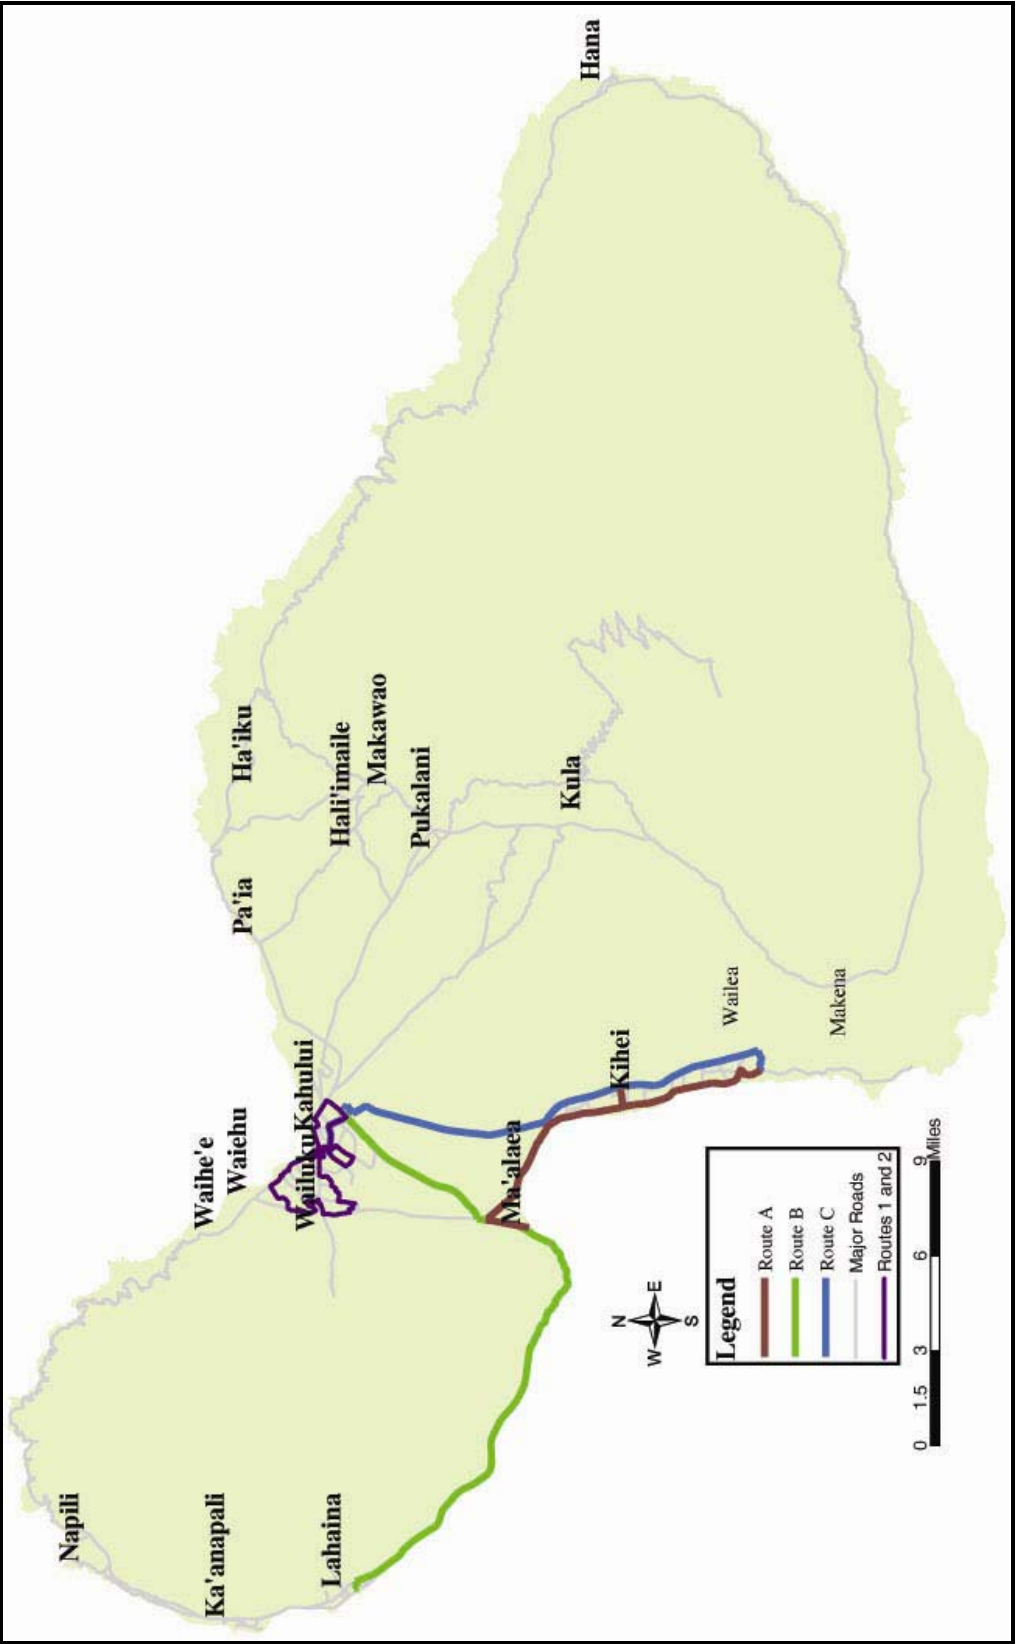 Napili
Ka'anapali
Lahaina
Waihe'e
Waiehu
Wailuku
Kahului
Pa'ia
Ha'iku
Hali'imaile
Makawao
Pukalani
Kula
Hana
Ma'alaea
Kihei
Wailea
Makena
N
W
E
S
Legend
Route A
Route B
Route C
Major Roads
Routes 1 and 2
0 1.5 3 6 9
Miles